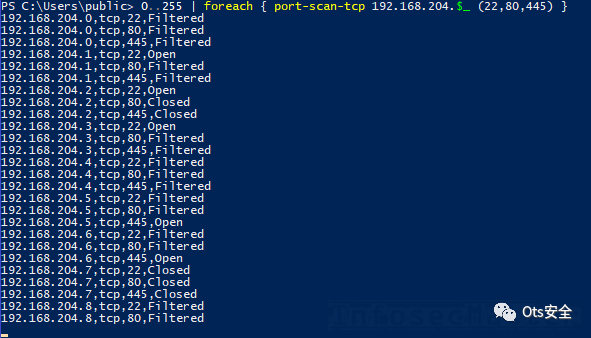 PS C:\Users\public> 0..255 | foreach { port-scan-tcp 192.168.204.$_ (22,80,445) }
192.168.204.0,tcp,22,Filtered
192.168.204.0,tcp,80,Filtered
192.168.204.0,tcp,445,Filtered
192.168.204.1,tcp,22,Open
192.168.204.1,tcp,80,Filtered
192.168.204.1,tcp,445,Filtered
192.168.204.2,tcp,22,Open
192.168.204.2,tcp,80,Closed
192.168.204.2,tcp,445,Closed
192.168.204.3,tcp,22,Open
192.168.204.3,tcp,80,Filtered
192.168.204.3,tcp,445,Filtered
192.168.204.4,tcp,22,Filtered
192.168.204.4,tcp,80,Filtered
192.168.204.4,tcp,445,Filtered
192.168.204.5,tcp,22,Filtered
192.168.204.5,tcp,80,Filtered
192.168.204.5,tcp,445,Open
192.168.204.6,tcp,22,Filtered
192.168.204.6,tcp,80,Filtered
192.168.204.6,tcp,445,Open
192.168.204.7,tcp,22,Closed
192.168.204.7,tcp,80,Closed
192.168.204.7,tcp,445,Closed
192.168.204.8,tcp,22,Filtered
192.168.204.8,tcp,80,Filtered
Ots安全